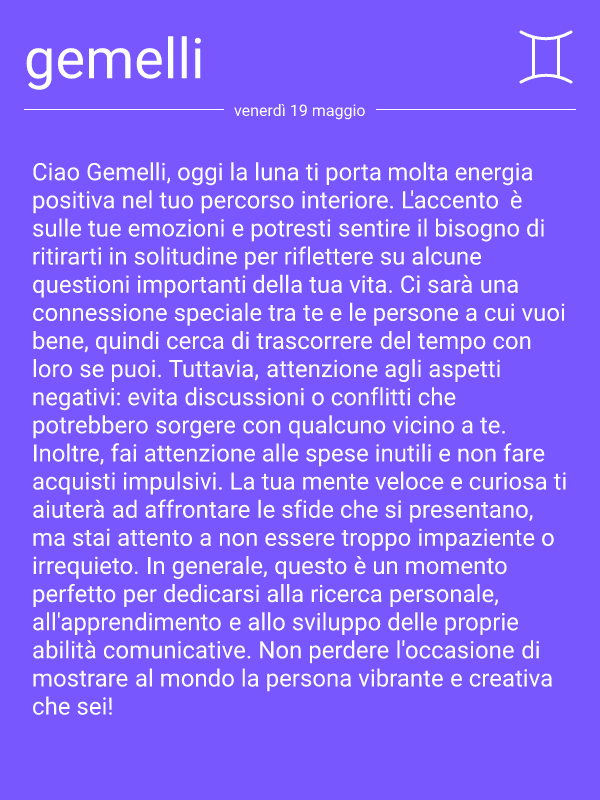 gemelli
venerdì 19 maggio
Ciao Gemelli, oggi la luna ti porta molta energia
positiva nel tuo percorso interiore. L'accento  è
sulle tue emozioni e potresti sentire il bisogno di
ritirarti in solitudine per riflettere su alcune
questioni importanti della tua vita. Ci sarà una
connessione speciale tra te e le persone a cui vuoi
bene, quindi cerca di trascorrere del tempo con
loro se puoi. Tuttavia, attenzione agli aspetti
negativi: evita discussioni o conflitti che
potrebbero sorgere con qualcuno vicino a te.
Inoltre, fai attenzione alle spese inutili e non fare
acquisti impulsivi. La tua mente veloce e curiosa ti
aiuterà ad affrontare le sfide che si presentano,
ma stai attento a non essere troppo impaziente o
irrequieto. In generale, questo è un momento
perfetto per dedicarsi alla ricerca personale,
all'apprendimento e allo sviluppo delle proprie
abilità comunicative. Non perdere l'occasione di
mostrare al mondo la persona vibrante e creativa
che sei!